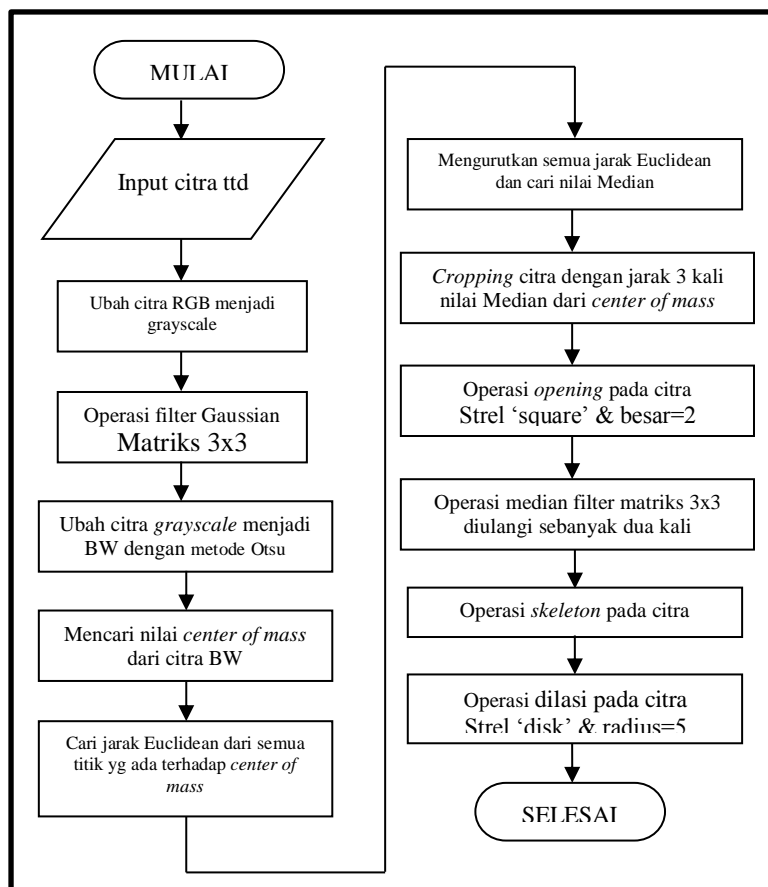 MULAI
Input citra ttd
Ubah citra RGB menjadi
grayscale
Operasi filter Gaussian
Matriks 3x3
Ubah citra grayscale menjadi
BW dengan metode Otsu
Mencari nilai center of mass
dari citra BW
Cari jarak Euclidean dari semua
titik yg ada terhadap center of
mass
Mengurutkan semua jarak Euclidean
dan cari nilai Median
Cropping citra dengan jarak 3 kali
nilai Median dari center of mass
Operasi opening pada citra
Strel ‘square’ & besar=2
Operasi median filter matriks 3x3
diulangi sebanyak dua kali
Operasi skeleton pada citra
Operasi dilasi pada citra
Strel ‘disk’ & radius=5
SELESAI